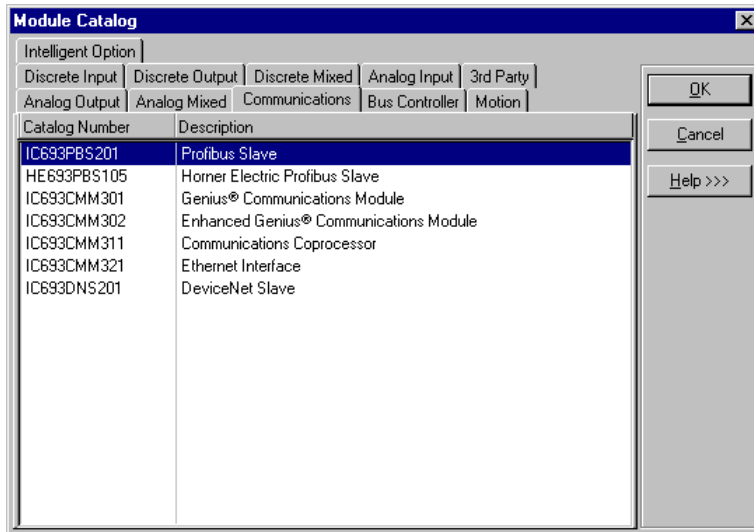 Module Catalog
Intelligent Option
Discrete Input Discrete Output Discrete Mixed Analog Input 3rd Party
Analog Output Analog Mixed Communications Bus Controller Motion
Catalog Number Description
IC693PBS201 Profibus Slave
HE693PBS105 Horner Electric Profibus Slave
IC693CMM301 Genius® Communications Module
IC693CMM302 Enhanced Genius® Communications Module
IC693CMM311 Communications Coprocessor
IC693CMM321 Ethernet Interface
IC693DNS201 DeviceNet Slave
OK
Cancel
Help >>>